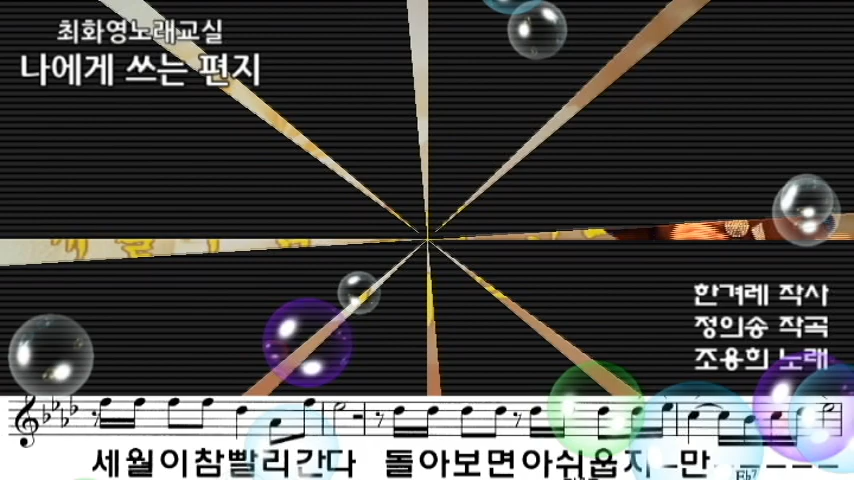 최화영노래교실
나에게 쓰는 편지
한겨레 작사
정의송 작곡
조용희 노래
세월이참빨리간다 돌아보면아쉬웁지 만